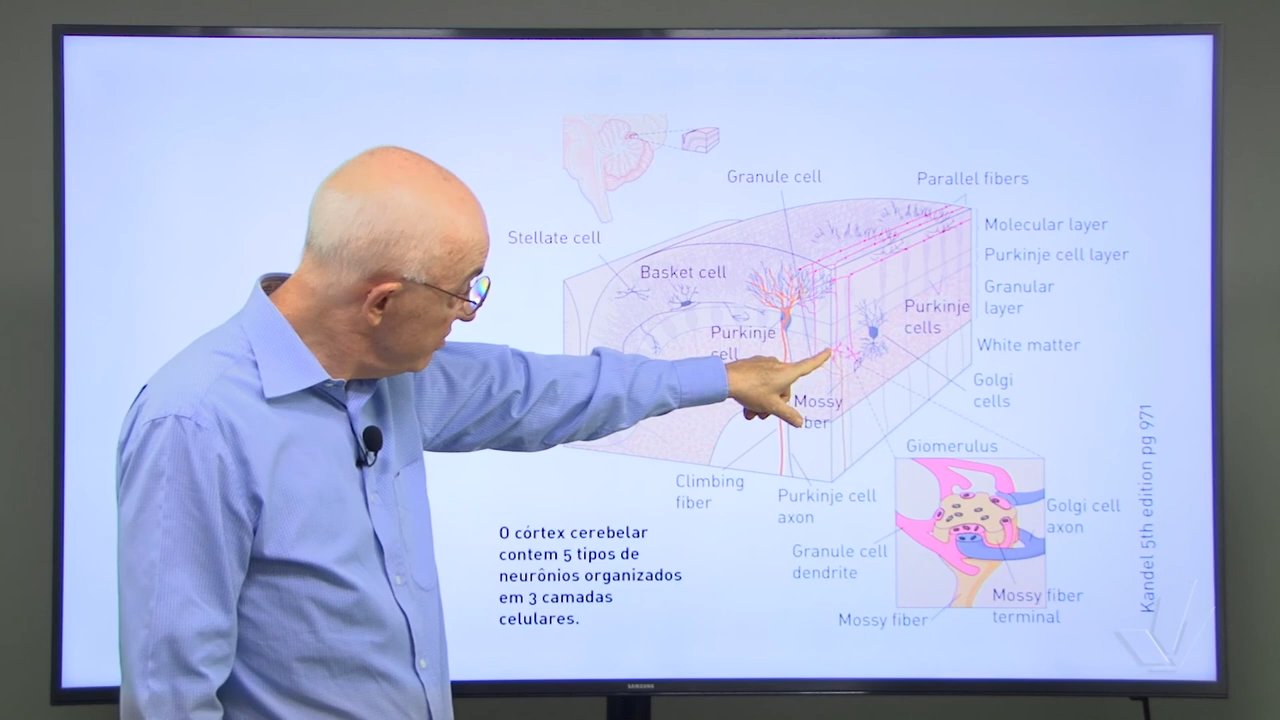 Granule cell
Parallel fibers
Stellate cell
Molecular layer
Basket cell
Purkinje cell layer
Granular
layer
Purkinje
cells
Purkinje
cell
White matter
Golgi
cells
Mossy
Giomerulus
Climbing
fiber
Purkinje cell
axon
Golgi cell
axon
Granule cell
dendrite
Mossy fiber
terminal
Mossy fiber
O córtex cerebelar
contem 5 tipos de
neurônios organizados
em 3 camadas
celulares.
Kandel 5th edition pg 971
SAMSUNG